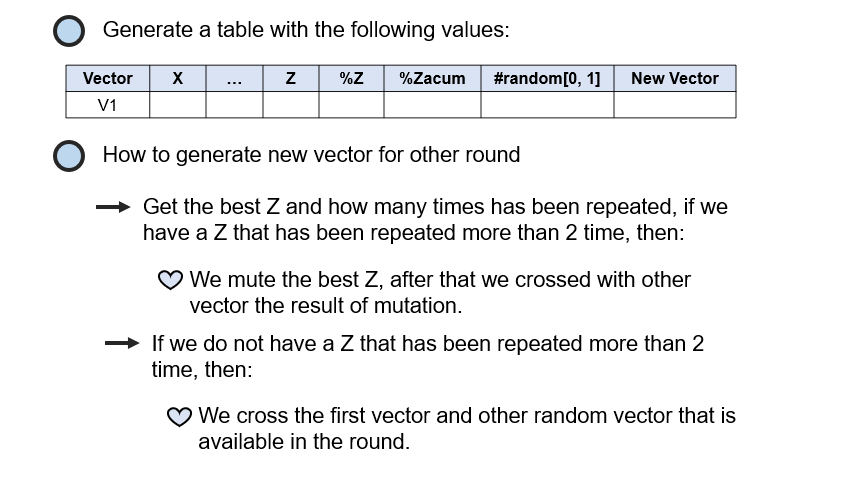 Generate a table with the following values:
Vector X ... Z %Z %Zacum #random[0, 1] New Vector
V1
How to generate new vector for other round
Get the best Z and how many times has been repeated, if we
have a Z that has been repeated more than 2 time, then:
We mute the best Z, after that we crossed with other
vector the result of mutation.
If we do not have a Z that has been repeated more than 2
time, then:
We cross the first vector and other random vector that is
available in the round.